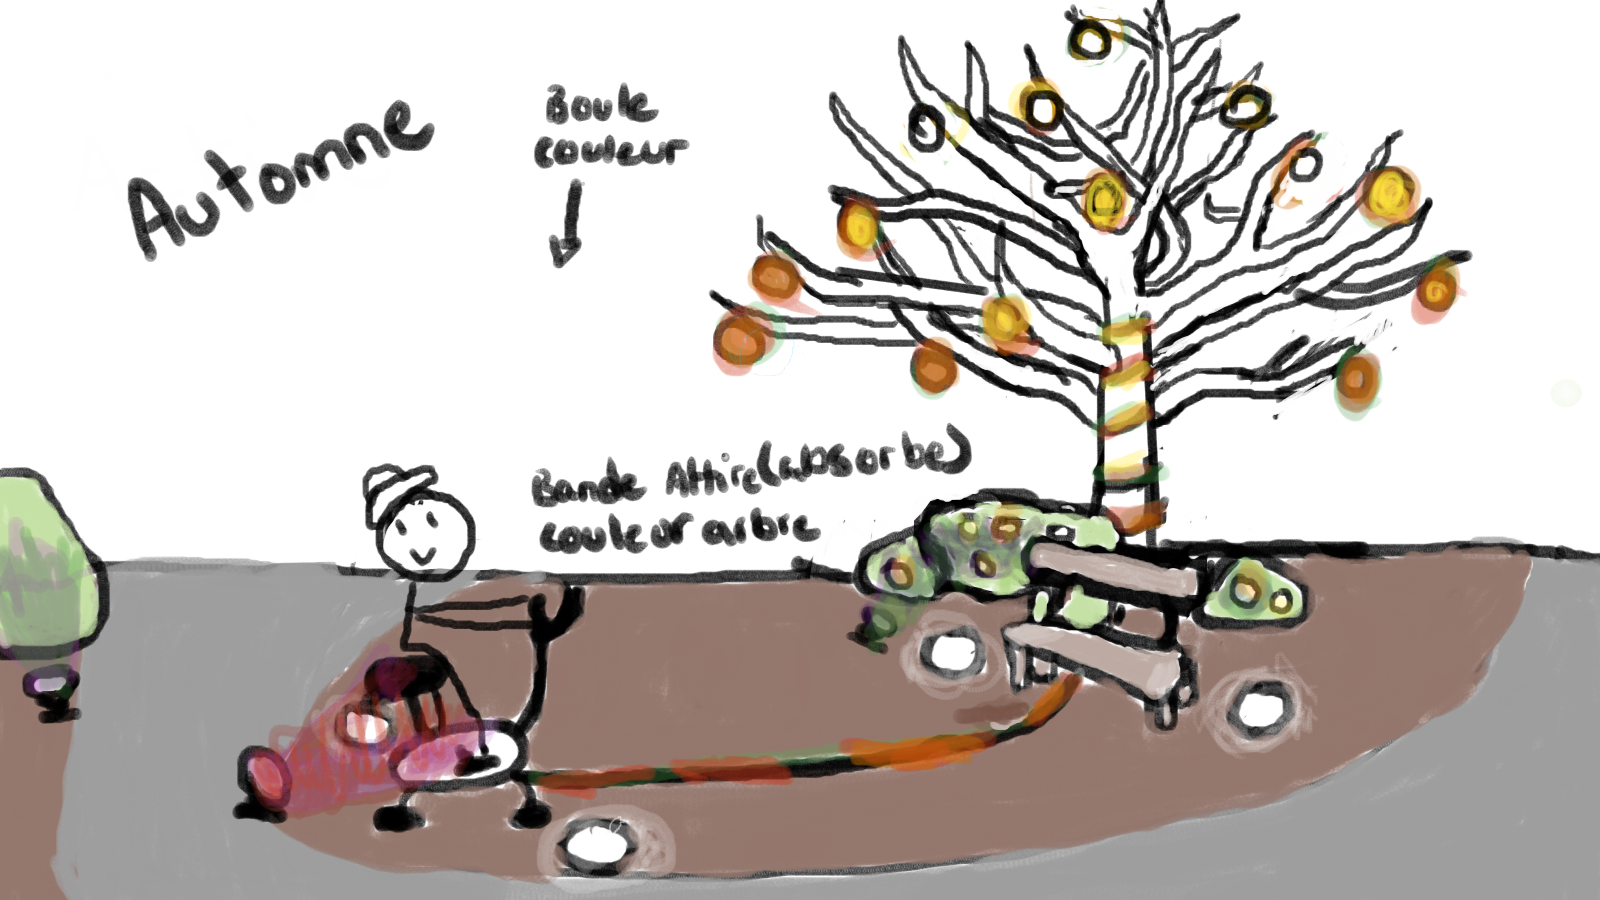 Automne
Boule
couleur
Bande Attire(absorbe)
couleur arbre